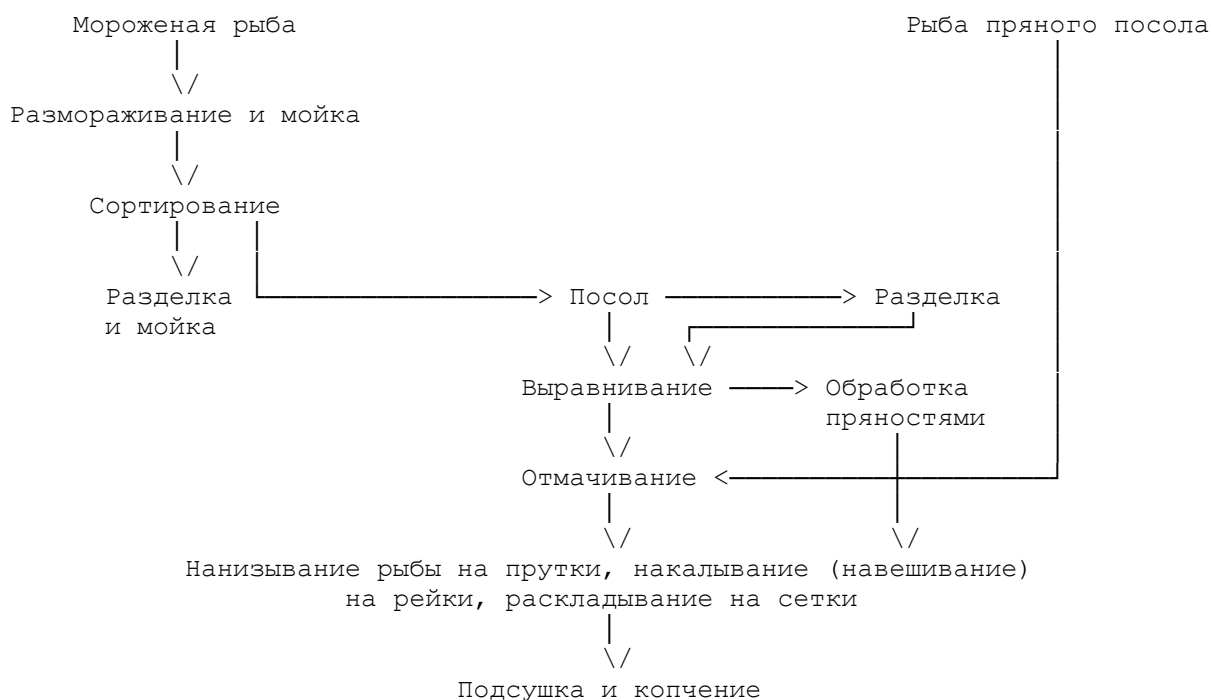 Мороженая рыба Рыба пряного посола
Размораживание и мойка
Сортирование
Разделка Посол Разделка
и мойка
Выравнивание Обработка
пряностями
Отмачивание
Нанизывание рыбы на прутки, накалывание (навешивание)
на рейки, раскладывание на сетки
Подсушка и копчение